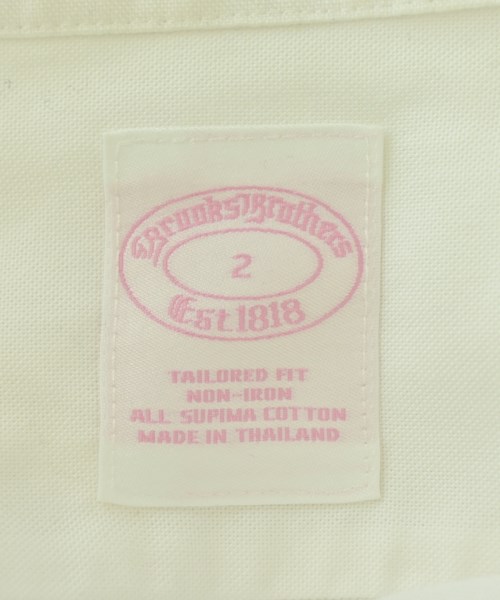 Brooks Brothers
2
Est.1818
TAILORED FIT
NON-IRON
ALL SUPIMA COTTON
MADE IN THAILAND